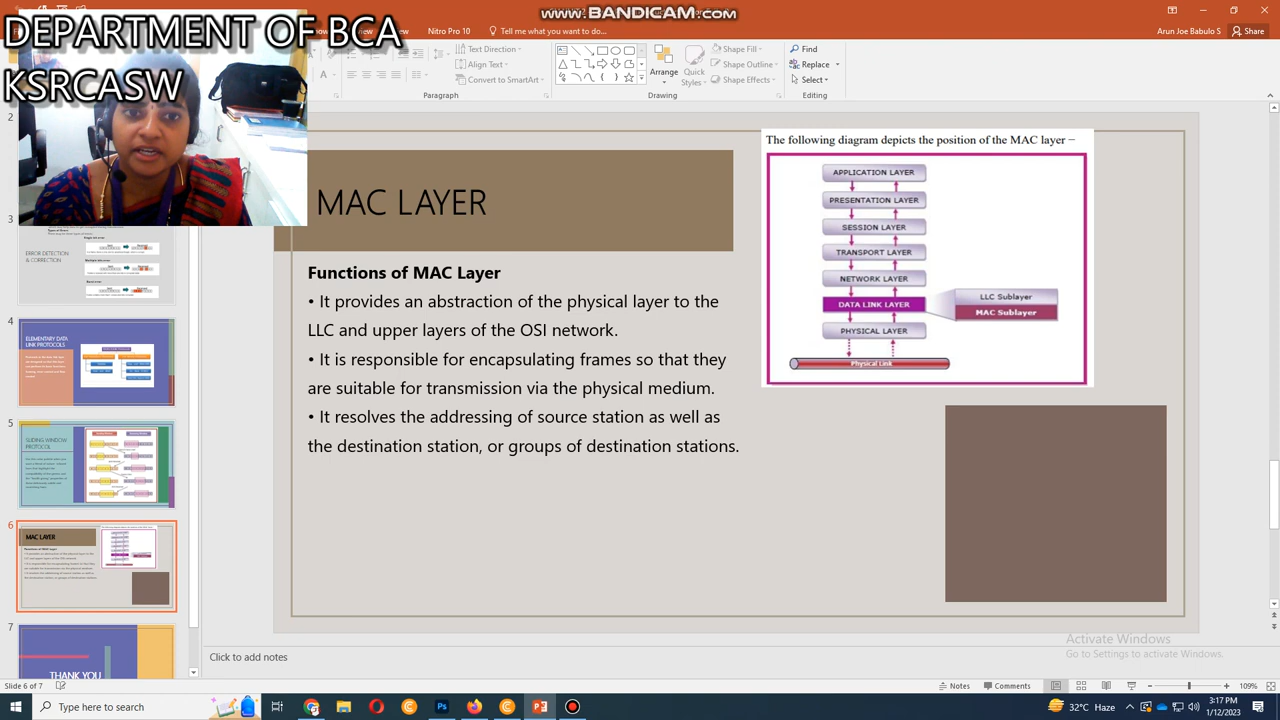 DEPARTMENT OF BCA
KSRCASW
WWW.BANDICAM.COM
View
Nitro Pro 10
Tell me what you want to do...
Arun Joe Babulo S
Share
Text Direction
Align Text
Convert to SmartArt
Paragraph
Arrange
Quick Styles
Shape Fill
Shape Outline
Shape Effects
Drawing
Find
Replace
Select
Editing
2
3
ERROR DETECTION
& CORRECTION
4
ELEMENTARY DATA
LINK PROTOCOLS
5
SLIDING WINDOW
PROTOCOL
6
MAC LAYER
7
THANK YOU
MAC LAYER
Functions of MAC Layer
• It provides an abstraction of the physical layer to the
LLC and upper layers of the OSI network.
• It is responsible for encapsulating frames so that they
are suitable for transmission via the physical medium.
• It resolves the addressing of source station as well as
the destination station, or groups of destination stations.
The following diagram depicts the position of the MAC layer −
APPLICATION LAYER
PRESENTATION LAYER
SESSION LAYER
TRANSPORT LAYER
NETWORK LAYER
DATA LINK LAYER
PHYSICAL LAYER
Physical Link
LLC Sublayer
MAC Sublayer
Activate Windows
Go to Settings to activate Windows.
Click to add notes
Slide 6 of 7
Notes
Comments
109%
Type here to search
32°C Haze
3:17 PM
1/12/2023